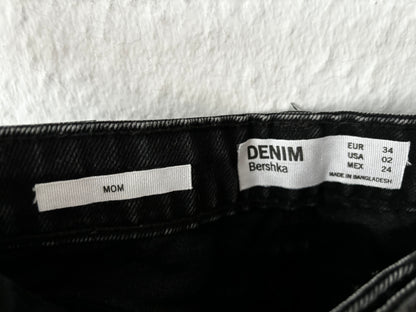 MOM
DENIM
Bershka
EUR 34
USA 02
MEX 24
MADE IN BANGLADESH